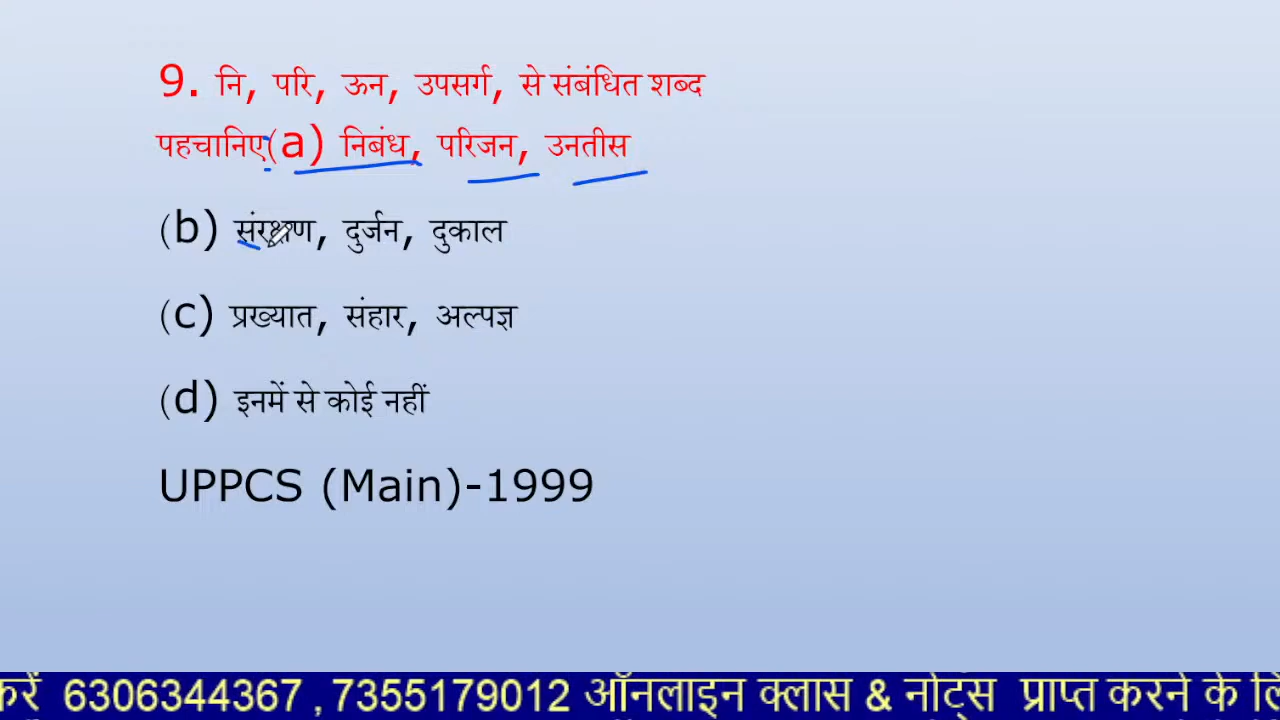 9. नि, परि, ऊन, उपसर्ग, से संबंधित शब्द
पहचानिए(a) निबंध, परिजन, उनतीस
(b) संरक्षण, दुर्जन, दुकाल
(c) प्रख्यात, संहार, अल्पज्ञ
(d) इनमें से कोई नहीं
UPPCS (Main)-1999
करें 6306344367 ,7355179012 ऑनलाइन क्लास & नोट्स प्राप्त करने के लि